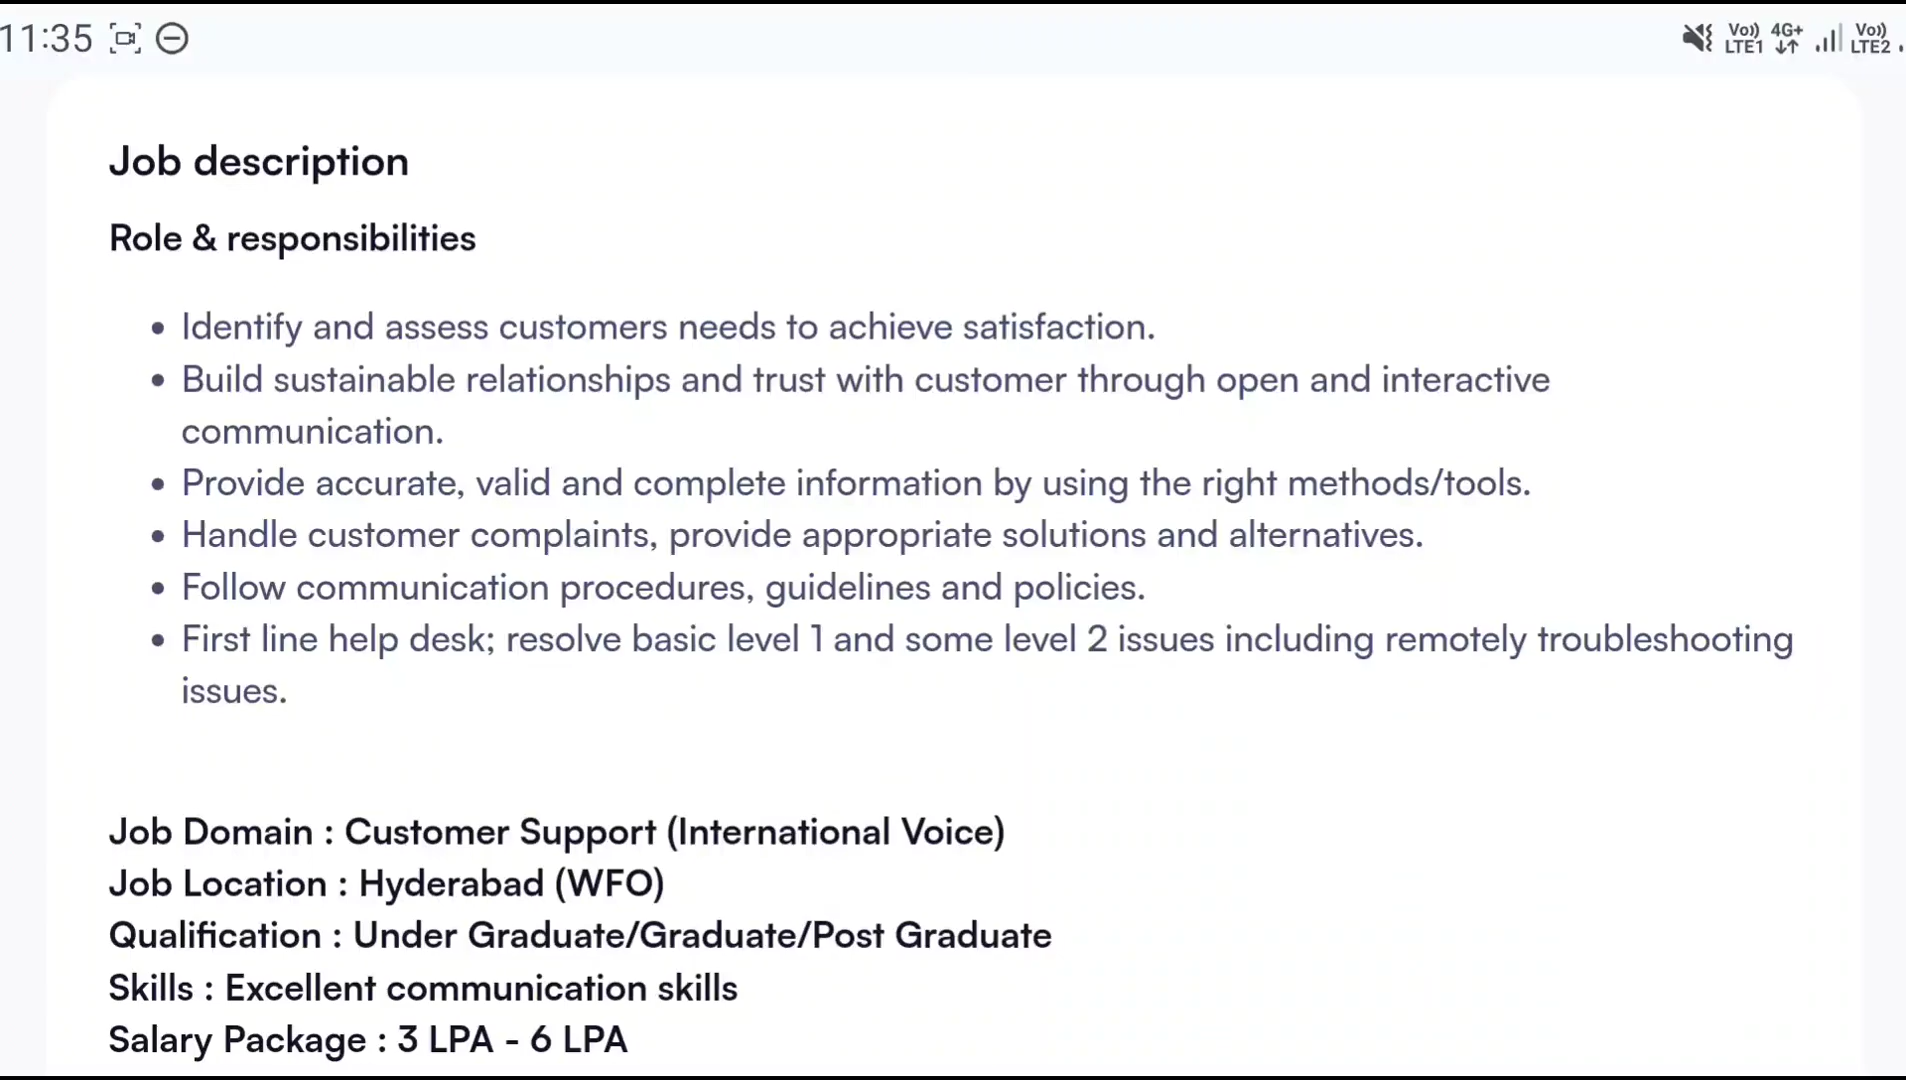 11:35
Vo)) LTE1 4G+ Vo)) LTE2
Job description
Role & responsibilities
• Identify and assess customers needs to achieve satisfaction.
• Build sustainable relationships and trust with customer through open and interactive
communication.
• Provide accurate, valid and complete information by using the right methods/tools.
• Handle customer complaints, provide appropriate solutions and alternatives.
• Follow communication procedures, guidelines and policies.
• First line help desk; resolve basic level 1 and some level 2 issues including remotely troubleshooting
issues.
Job Domain : Customer Support (International Voice)
Job Location : Hyderabad (WFO)
Qualification : Under Graduate/Graduate/Post Graduate
Skills : Excellent communication skills
Salary Package : 3 LPA - 6 LPA